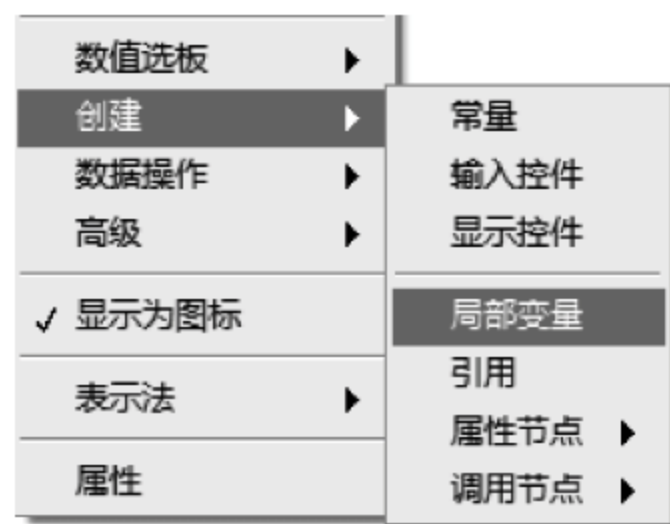 数值选板
创建
数据操作
高级
✓ 显示为图标
表示法
属性
常量
输入控件
显示控件
局部变量
引用
属性节点
调用节点